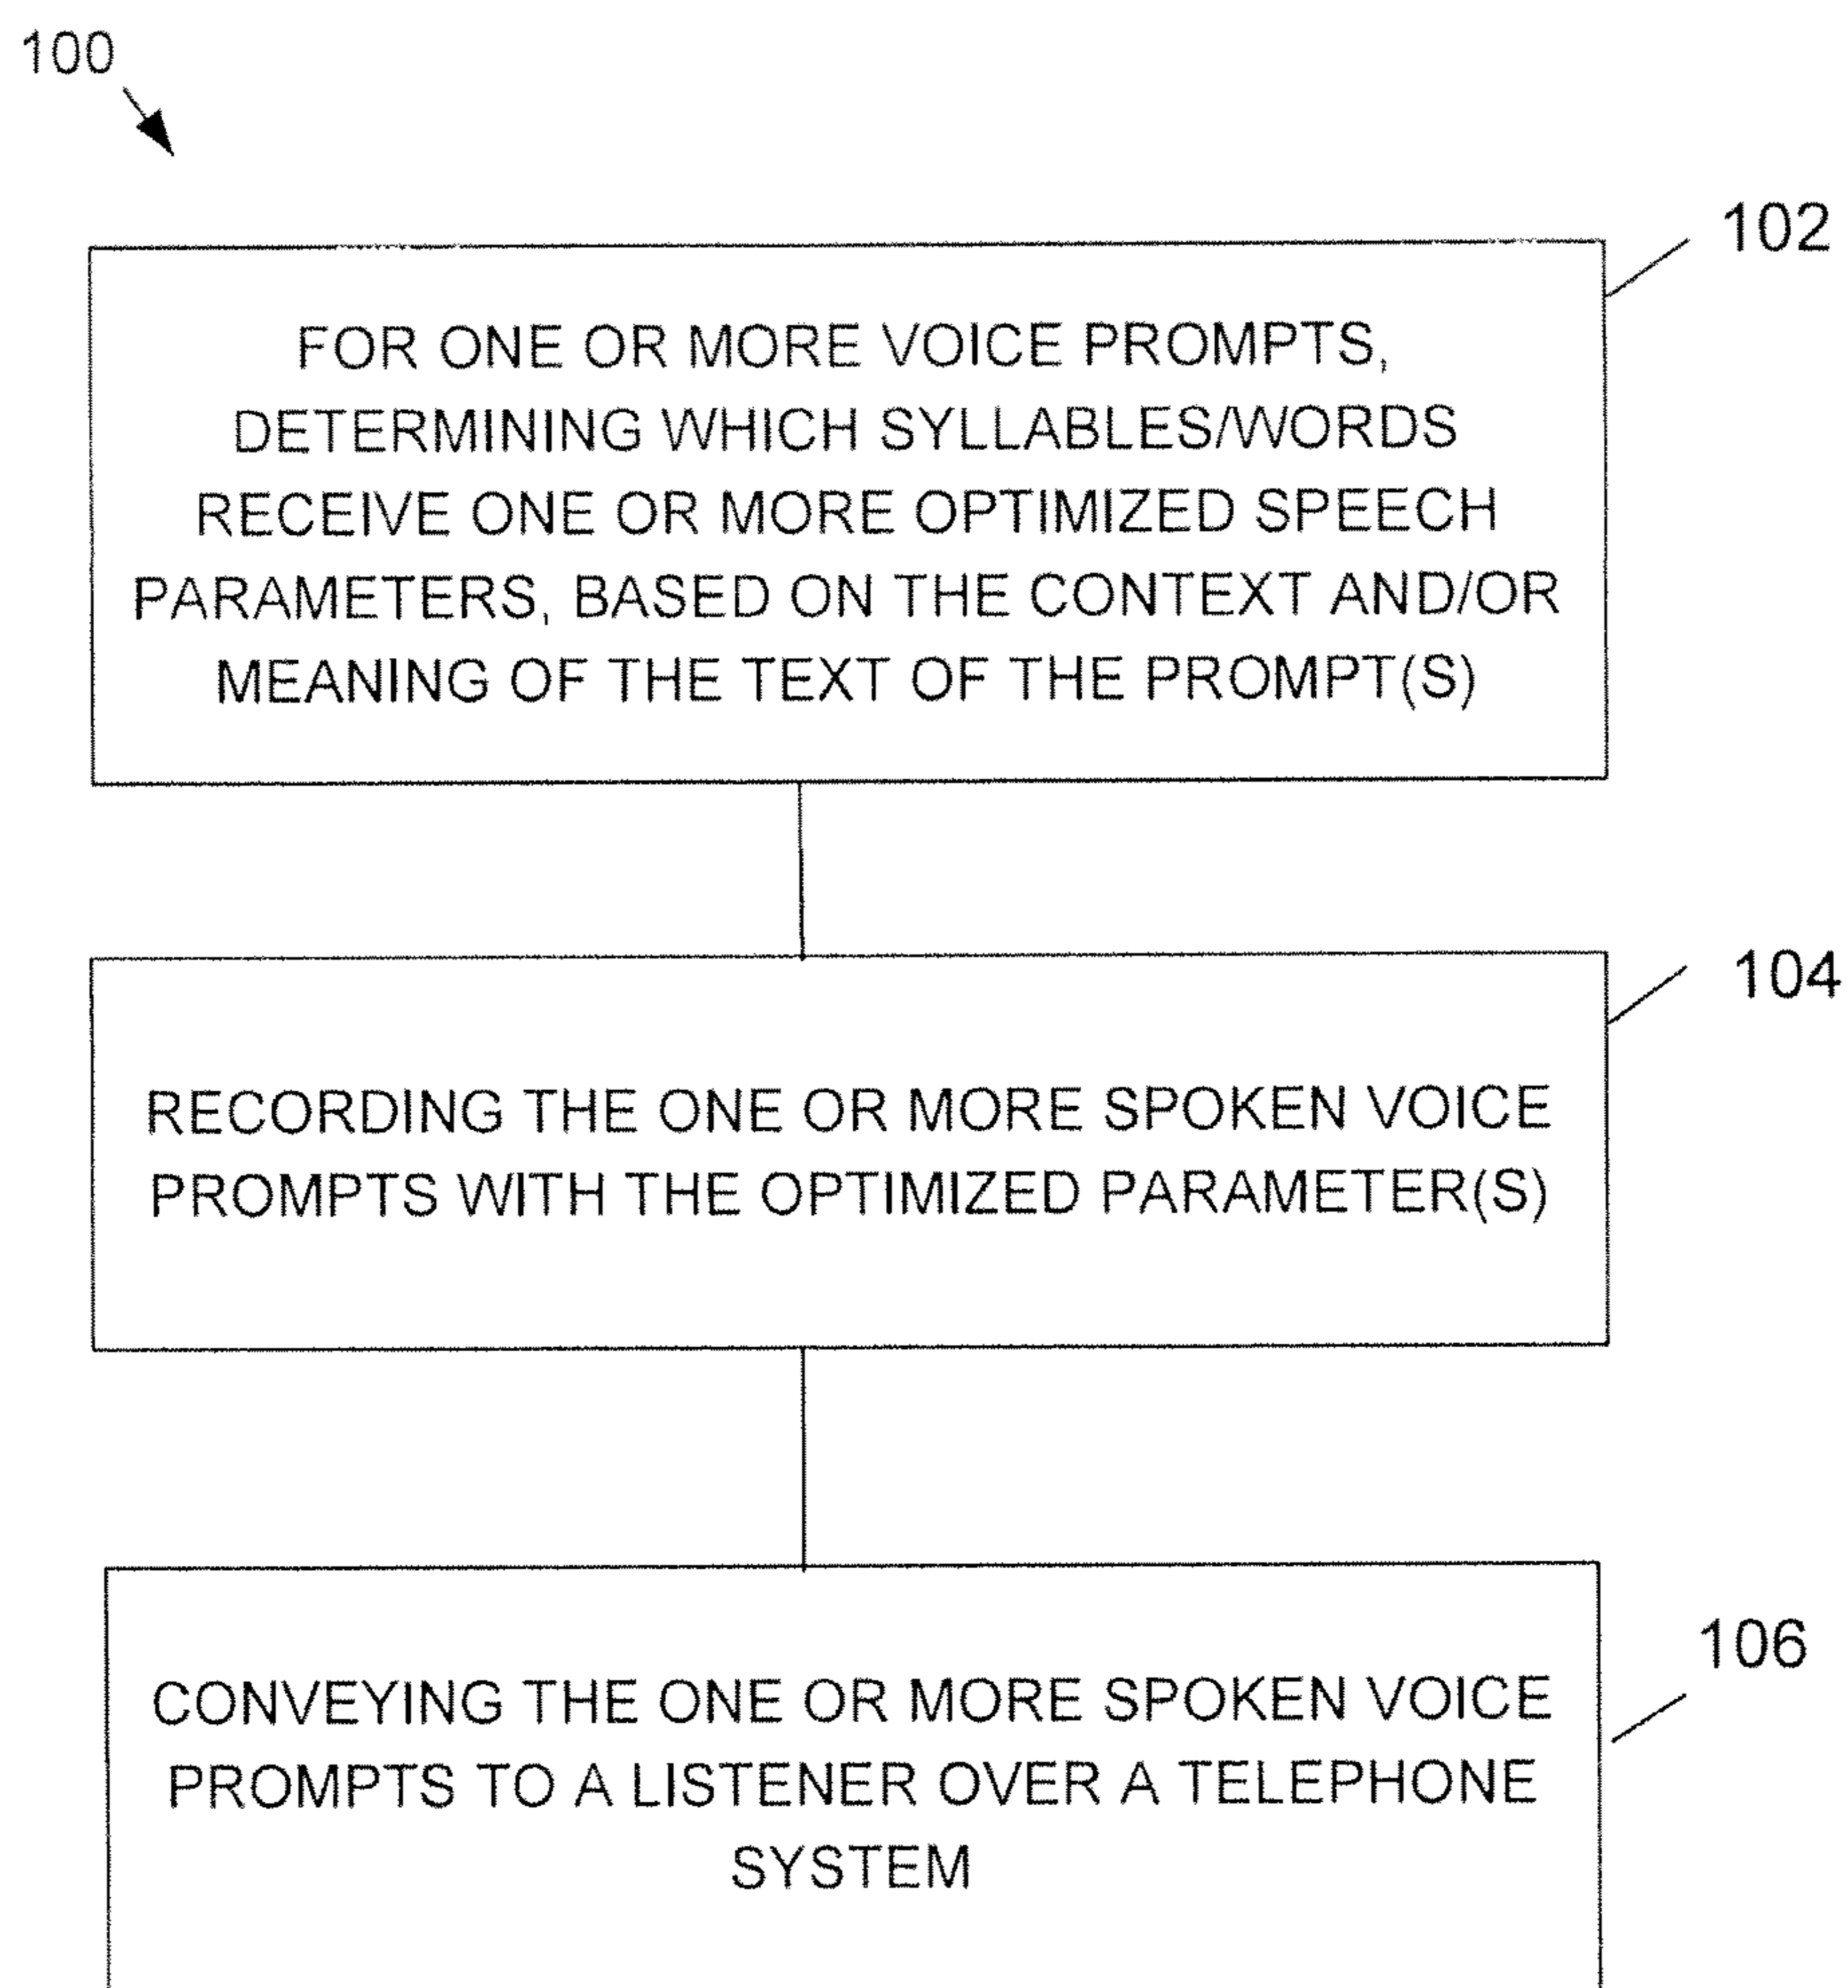 100
102
FOR ONE OR MORE VOICE PROMPTS,
DETERMINING WHICH SYLLABLES/WORDS
RECEIVE ONE OR MORE OPTIMIZED SPEECH
PARAMETERS, BASED ON THE CONTEXT AND/OR
MEANING OF THE TEXT OF THE PROMPT(S)
104
RECORDING THE ONE OR MORE SPOKEN VOICE
PROMPTS WITH THE OPTIMIZED PARAMETER(S)
106
CONVEYING THE ONE OR MORE SPOKEN VOICE
PROMPTS TO A LISTENER OVER A TELEPHONE
SYSTEM